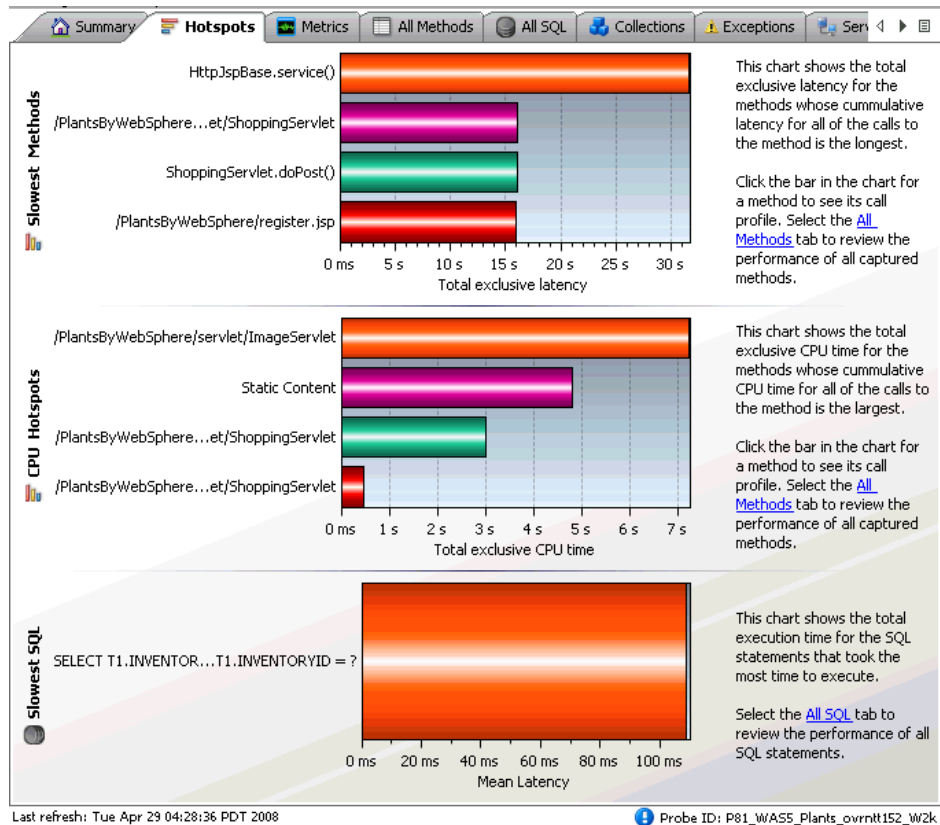 Summary Hotspots Metrics All Methods All SQL Collections Exceptions Serv
Slowest Methods
HttpJspBase.service()
/PlantsByWebSphere...et/ShoppingServlet
ShoppingServlet.doPost()
/PlantsByWebSphere/register.jsp
0 ms 5 s 10 s 15 s 20 s 25 s 30 s
Total exclusive latency
This chart shows the total
exclusive latency for the
methods whose cummulative
latency for all of the calls to
the method is the longest.
Click the bar in the chart for
a method to see its call
profile. Select the All
Methods tab to review the
performance of all captured
methods.
CPU Hotspots
/PlantsByWebSphere/servlet/ImageServlet
Static Content
/PlantsByWebSphere...et/ShoppingServlet
/PlantsByWebSphere...et/ShoppingServlet
0 ms 1 s 2 s 3 s 4 s 5 s 6 s 7 s
Total exclusive CPU time
This chart shows the total
exclusive CPU time for the
methods whose cummulative
CPU time for all of the calls to
the method is the largest.
Click the bar in the chart for
a method to see its call
profile. Select the All
Methods tab to review the
performance of all captured
methods.
Slowest SQL
SELECT T1.INVENTOR...T1.INVENTORYID = ?
0 ms 20 ms 40 ms 60 ms 80 ms 100 ms
Mean Latency
This chart shows the total
execution time for the SQL
statements that took the
most time to execute.
Select the All SQL tab to
review the performance of all
SQL statements.
Last refresh: Tue Apr 29 04:28:36 PDT 2008
Probe ID: P81_WAS5_Plants_ovrntt152_W2k